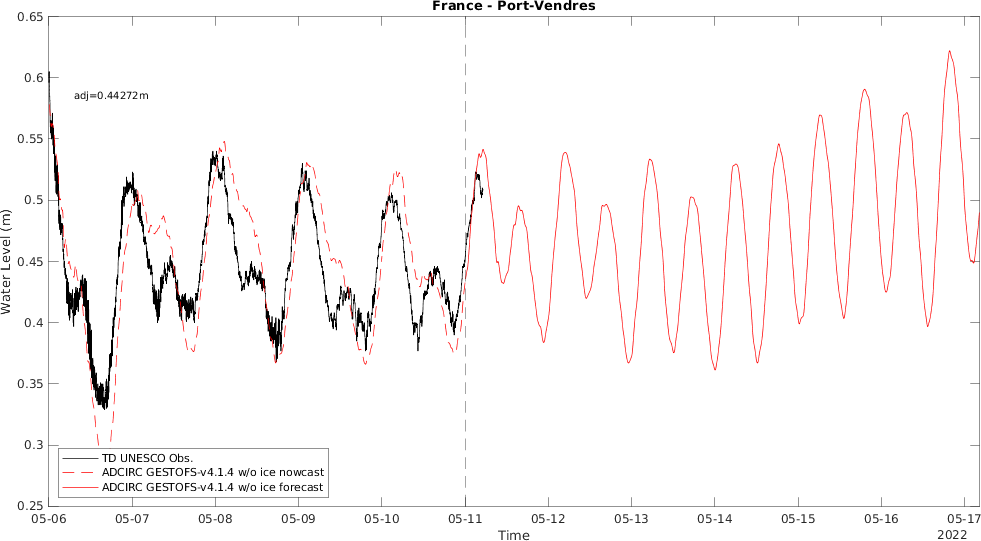 France - Port-Vendres
0.65
0.6
0.55
0.5
0.45
0.4
0.35
0.3
0.25
Water Level (m)
adj=0.44272m
TD UNESCO Obs.
ADCIRC GESTOFS-v4.1.4 w/o ice nowcast
ADCIRC GESTOFS-v4.1.4 w/o ice forecast
05-06 05-07 05-08 05-09 05-10 05-11 05-12 05-13 05-14 05-15 05-16 05-17
Time
2022